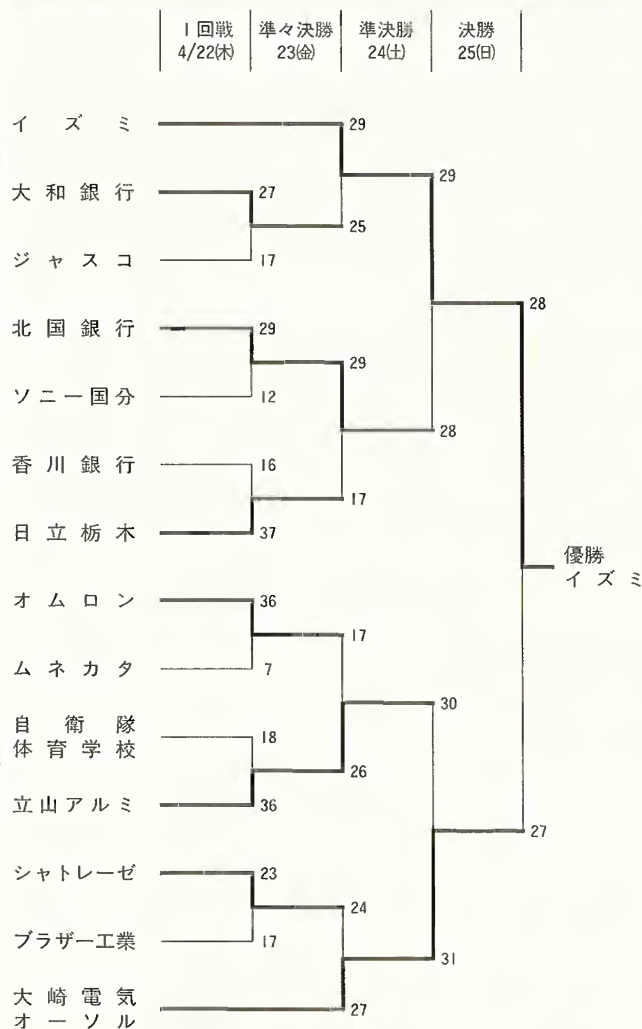 1回戦 準々決勝 準決勝 決勝
4/22(木) 23(金) 24(土) 25(日)
イズミ 29
29
大和銀行 27
25
ジャスコ 17
28
北国銀行 29
29
ソニー国分 12
28
香川銀行 16
17
日立栃木 37
優勝
イズミ
オムロン 36
17
ムネカタ 7
30
自衛隊
体育学校 18
26
立山アルミ 36
27
シャトレーゼ 23
24
ブラザー工業 17
31
大崎電気
オーソル 27